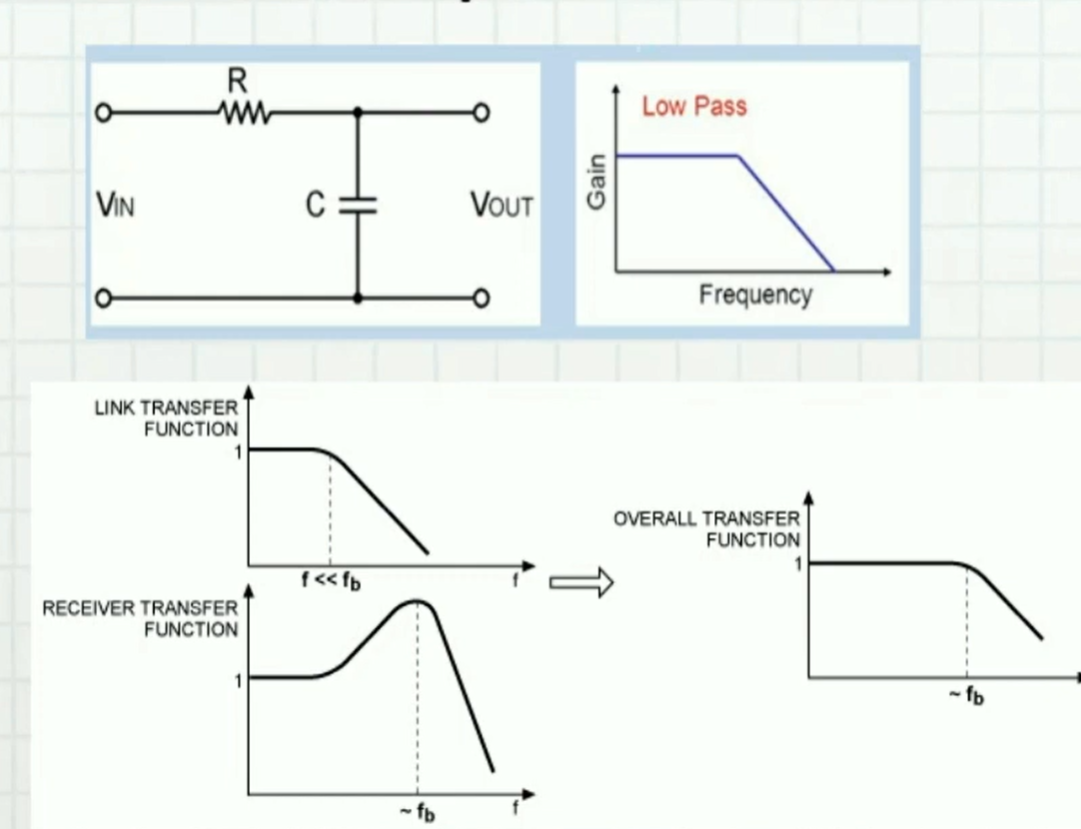 R
VIN
C
VOUT
Low Pass
Gain
Frequency
LINK TRANSFER
FUNCTION
1
f << fb
f
RECEIVER TRANSFER
FUNCTION
1
~ fb
f
OVERALL TRANSFER
FUNCTION
1
~ fb